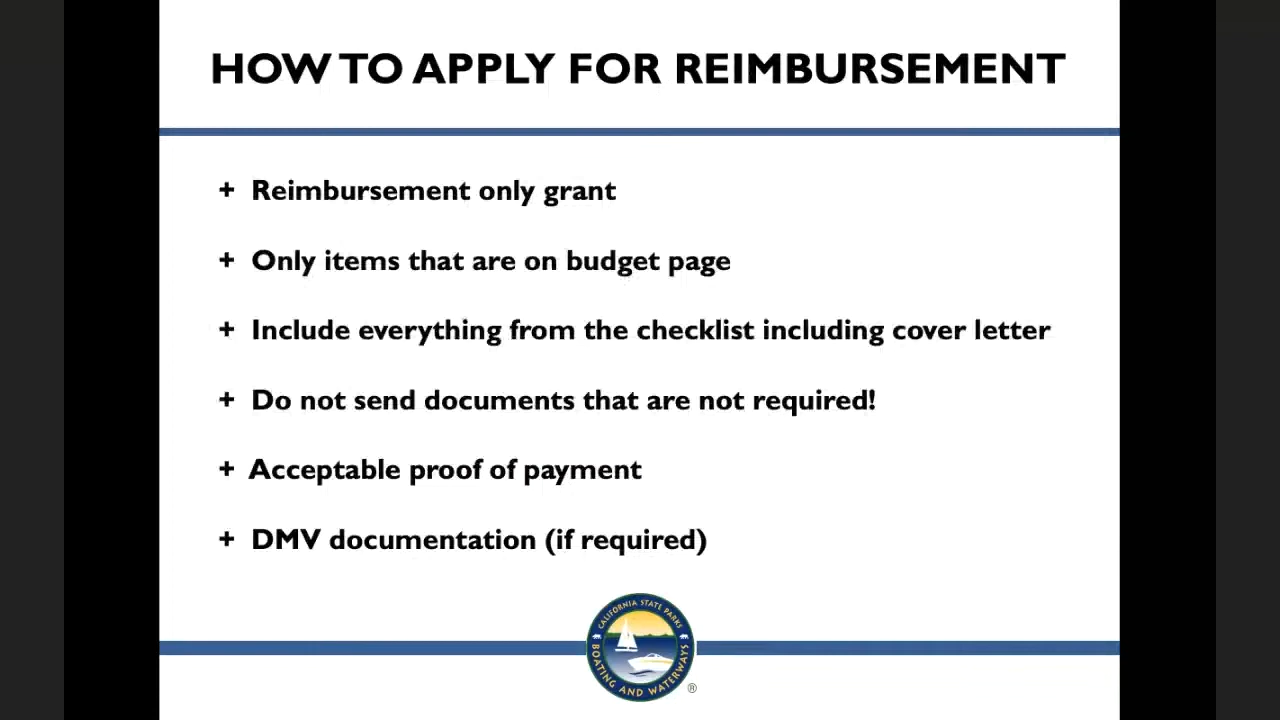 HOW TO APPLY FOR REIMBURSEMENT
+ Reimbursement only grant
+ Only items that are on budget page
+ Include everything from the checklist including cover letter
+ Do not send documents that are not required!
+ Acceptable proof of payment
+ DMV documentation (if required)
CALIFORNIA STATE PARKS
BOATING AND WATERWAYS
®